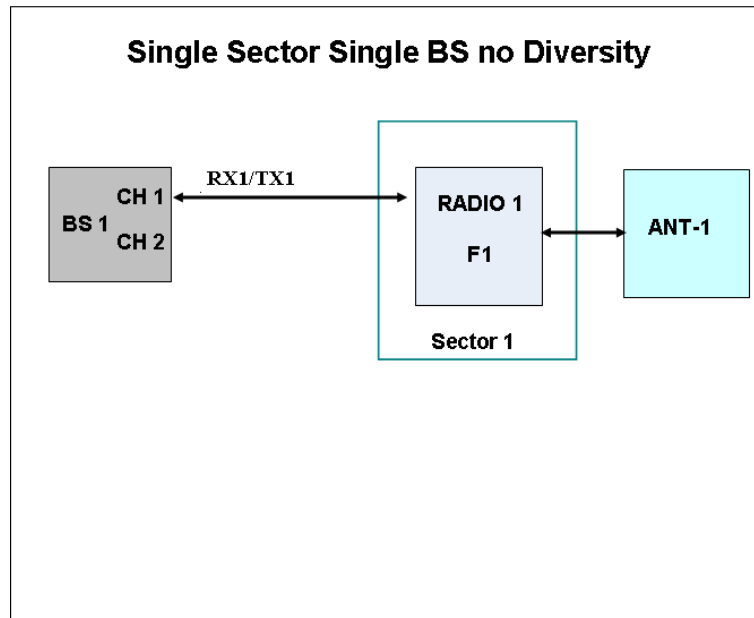 Single Sector Single BS no Diversity
RX1/TX1
CH 1
BS 1
CH 2
RADIO 1
F1
Sector 1
ANT-1